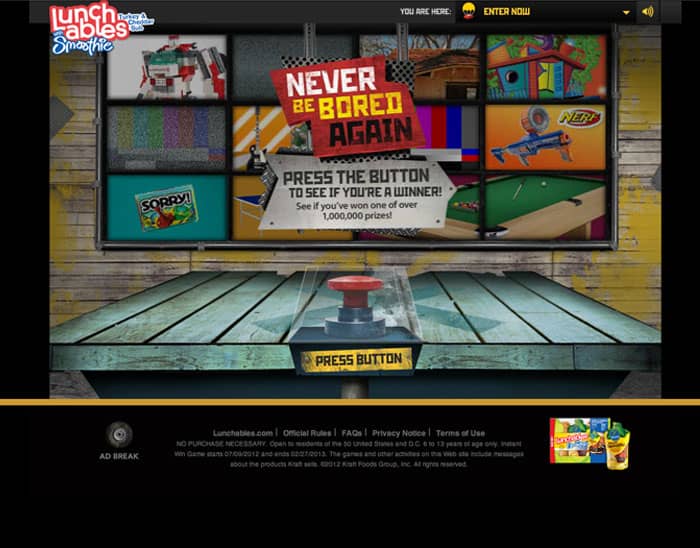 Lunchables
with Smoothie
Turkey &
Cheddar
Sub
YOU ARE HERE: ENTER NOW
NEVER
BE BORED
AGAIN
PRESS THE BUTTON
TO SEE IF YOU'RE A WINNER!
See if you've won one of over
1,000,000 prizes!
NERF
SORRY!
PRESS BUTTON
AD BREAK
Lunchables.com | Official Rules | FAQs | Privacy Notice | Terms of Use
NO PURCHASE NECESSARY. Open to residents of the 50 United States and D.C. 6 to 13 years of age only. Instant
Win Game starts 07/09/2012 and ends 02/27/2013. The games and other activities on this Web site include messages
about the products Kraft sells. ©2012 Kraft Foods Group, Inc. All rights reserved.
Lunchables